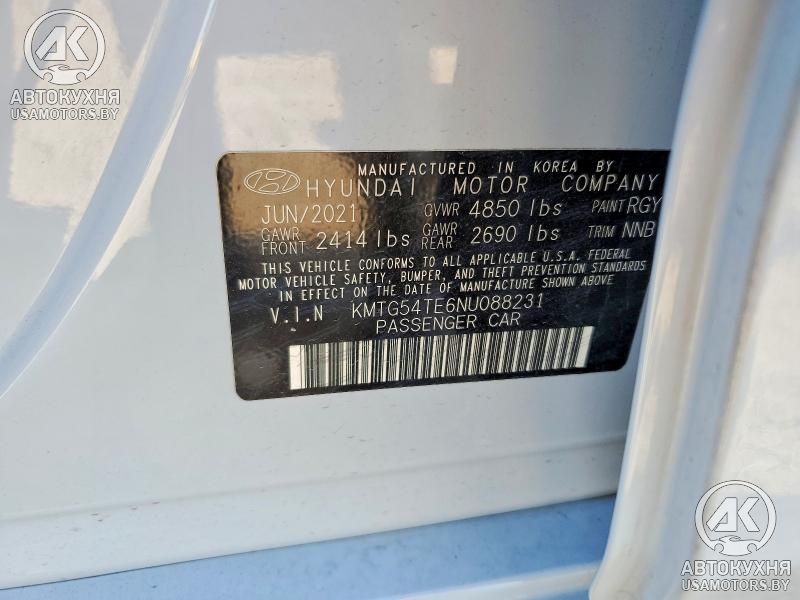 AK
АВТОКУХНЯ
USAMOTORS.BY
MANUFACTURED IN KOREA BY
HYUNDAI MOTOR COMPANY
JUN/2021 GVWR 4850 lbs PAINT RGY
GAWR FRONT 2414 lbs GAWR REAR 2690 lbs TRIM NNB
THIS VEHICLE CONFORMS TO ALL APPLICABLE U.S.A. FEDERAL
MOTOR VEHICLE SAFETY, BUMPER, AND THEFT PREVENTION STANDARDS
IN EFFECT ON THE DATE OF MANUFACTURE SHOWN ABOVE
V.I.N KMTG54TE6NU088231
PASSENGER CAR
AK
АВТОКУХНЯ
USAMOTORS.BY